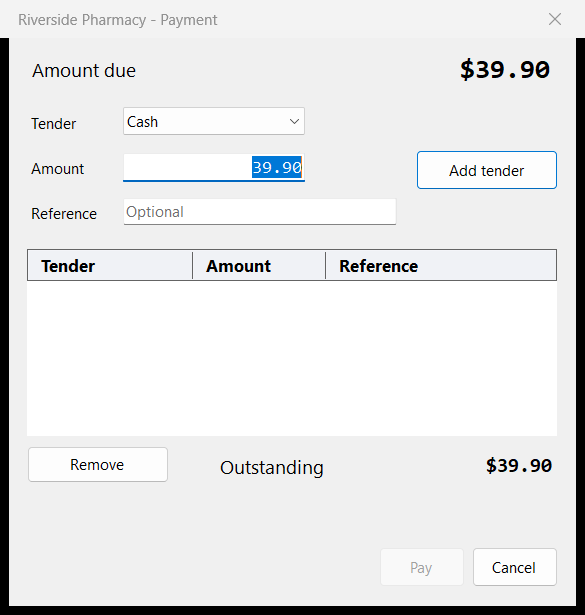 Riverside Pharmacy - Payment
Amount due $39.90
Tender Cash
Amount 39.90 Add tender
Reference Optional
Tender Amount Reference
Remove Outstanding $39.90
Pay Cancel